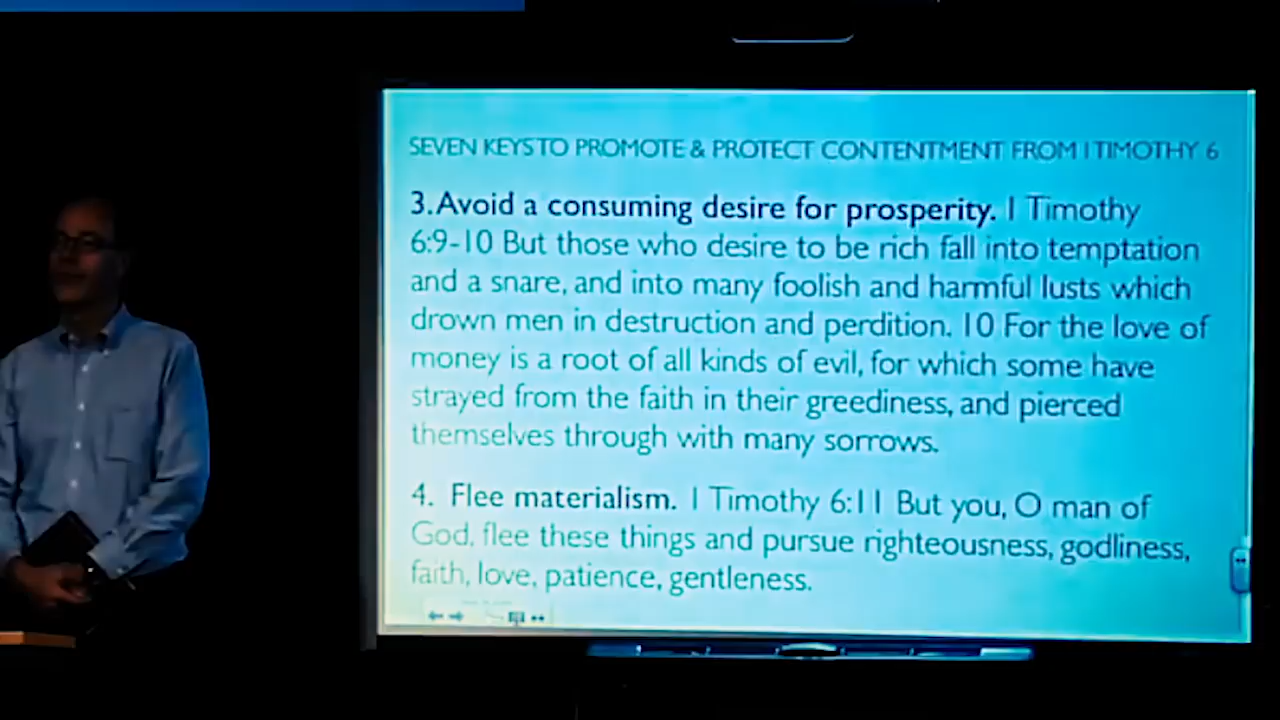 SEVEN KEYS TO PROMOTE & PROTECT CONTENTMENT FROM I TIMOTHY 6
3.Avoid a consuming desire for prosperity. I Timothy
6:9-10 But those who desire to be rich fall into temptation
and a snare, and into many foolish and harmful lusts which
drown men in destruction and perdition. 10 For the love of
money is a root of all kinds of evil, for which some have
strayed from the faith in their greediness, and pierced
themselves through with many sorrows.
4. Flee materialism. I Timothy 6:11 But you, O man of
God, flee these things and pursue righteousness, godliness,
faith, love, patience, gentleness.